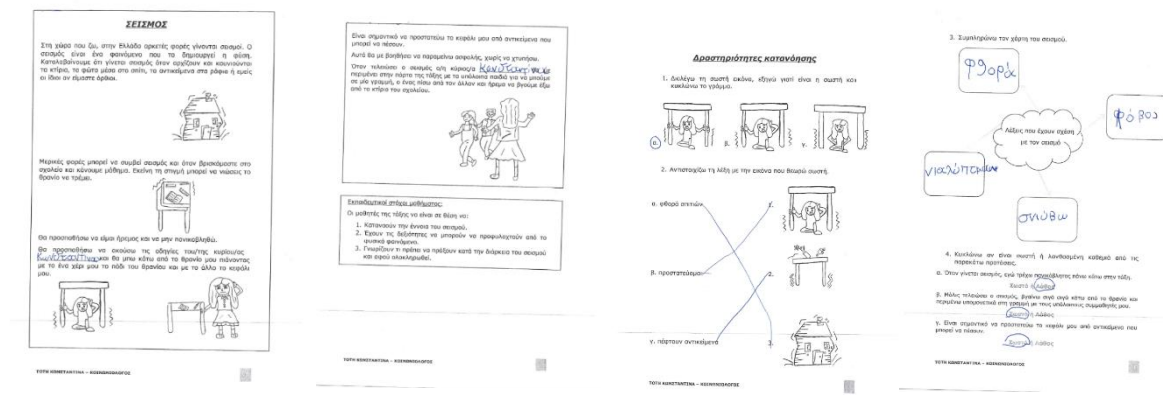 ΣΕΙΣΜΟΣ
Στη χώρα που ζω, στην Ελλάδα αρκετές φορές γίνονται σεισμοί. Ο
σεισμός είναι ένα φαινόμενο που το δημιουργεί η φύση.
Καταλαβαίνουμε ότι γίνεται σεισμός όταν αρχίζουν και κουνιούνται
τα κτίρια, τα φώτα μέσα στο σπίτι, τα αντικείμενα στα ράφια ή εμείς
οι ίδιοι αν είμαστε όρθιοι.
Μερικές φορές μπορεί να συμβεί σεισμός και όταν βρισκόμαστε στο
σχολείο και κάνουμε μάθημα. Εκείνη τη στιγμή μπορεί να νιώσεις το
θρανίο να τρέμει.
Θα προσπαθήσω να είμαι ήρεμος και να μην πανικοβληθώ.
Θα προσπαθήσω να ακούσω τις οδηγίες του/της κυρίου/ας
και θα μπω κάτω από το θρανίο μου πιάνοντας
με το ένα χέρι μου το πόδι του θρανίου και με το άλλο το κεφάλι
μου.
ΤΟΤΗ ΚΩΝΣΤΑΝΤΙΝΑ – ΚΟΙΝΩΝΙΟΛΟΓΟΣ
Είναι σημαντικό να προστατεύω το κεφάλι μου από αντικείμενα που
μπορεί να πέσουν.
Αυτό θα με βοηθήσει να παραμείνω ασφαλής, χωρίς να χτυπήσω.
Όταν τελειώσει ο σεισμός ο/η κύριος/α
περιμένει στην πόρτα της τάξης με τα υπόλοιπα παιδιά για να μπούμε
σε μία γραμμή, ο ένας πίσω από τον άλλον και ήρεμα να βγούμε έξω
από το κτίριο του σχολείου.
Εκπαιδευτικοί στόχοι μαθήματος:
Οι μαθητές της τάξης να είναι σε θέση να:
1. Κατανοούν την έννοια του σεισμού.
2. Έχουν τις δεξιότητες να μπορούν να προφυλαχτούν από το
φυσικό φαινόμενο.
3. Γνωρίζουν τι πρέπει να πράξουν κατά την διάρκεια του σεισμού
και αφού ολοκληρωθεί.
ΤΟΤΗ ΚΩΝΣΤΑΝΤΙΝΑ – ΚΟΙΝΩΝΙΟΛΟΓΟΣ
Δραστηριότητες κατανόησης
1. Διαλέγω τη σωστή εικόνα, εξηγώ γιατί είναι η σωστή και
κυκλώνω το γράμμα.
α. β. γ.
2. Αντιστοιχίζω τη λέξη με την εικόνα που θεωρώ σωστή.
α. φθορά σπιτιών 1.
β. προστατεύομαι 2.
γ. πέφτουν αντικείμενα 3.
ΤΟΤΗ ΚΩΝΣΤΑΝΤΙΝΑ – ΚΟΙΝΩΝΙΟΛΟΓΟΣ
3. Συμπληρώνω τον χάρτη του σεισμού.
φθορά
φόβος
Λέξεις που έχουν σχέση
με τον σεισμό
σκύβω
4. Κυκλώνω αν είναι σωστή ή λανθασμένη καθεμιά από τις
παρακάτω προτάσεις.
α. Όταν γίνεται σεισμός, εγώ τρέχω πανικόβλητος πάνω κάτω στην τάξη.
Σωστό ή Λάθος
β. Μόλις τελειώσει ο σεισμός, βγαίνω σιγά σιγά κάτω από το θρανίο και
περιμένω υπομονετικά στη γραμμή με τους υπόλοιπους συμμαθητές μου.
Σωστό ή Λάθος
γ. Είναι σημαντικό να προστατεύω το κεφάλι μου από αντικείμενα που
μπορεί να πέσουν.
Σωστό ή Λάθος
ΤΟΤΗ ΚΩΝΣΤΑΝΤΙΝΑ – ΚΟΙΝΩΝΙΟΛΟΓΟΣ